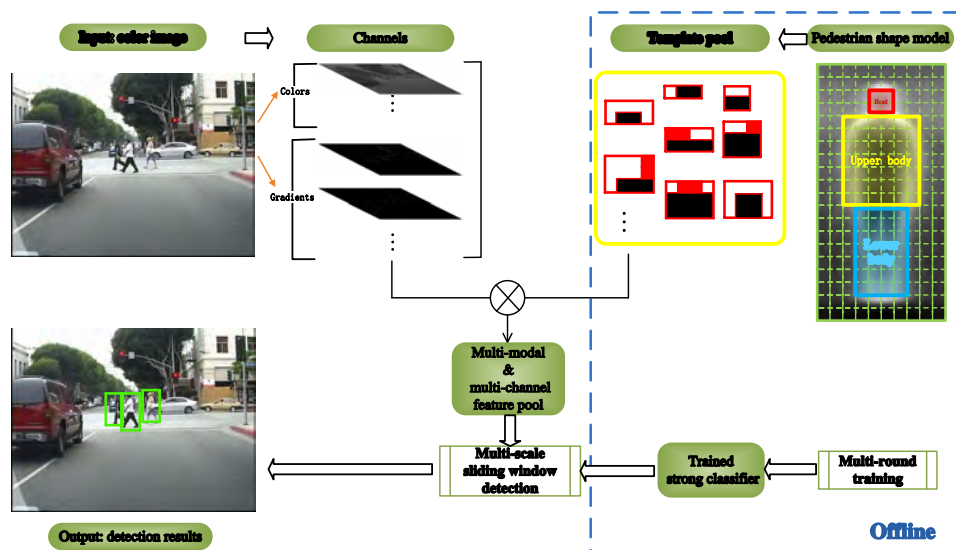 Input: color image
Channels
Template pool
Pedestrian shape model
Colors
Gradients
Head
Upper body
Lower
body
Multi-modal
&
multi-channel
feature pool
Multi-scale
sliding window
detection
Trained
strong classifier
Multi-round
training
Output: detection results
Offline